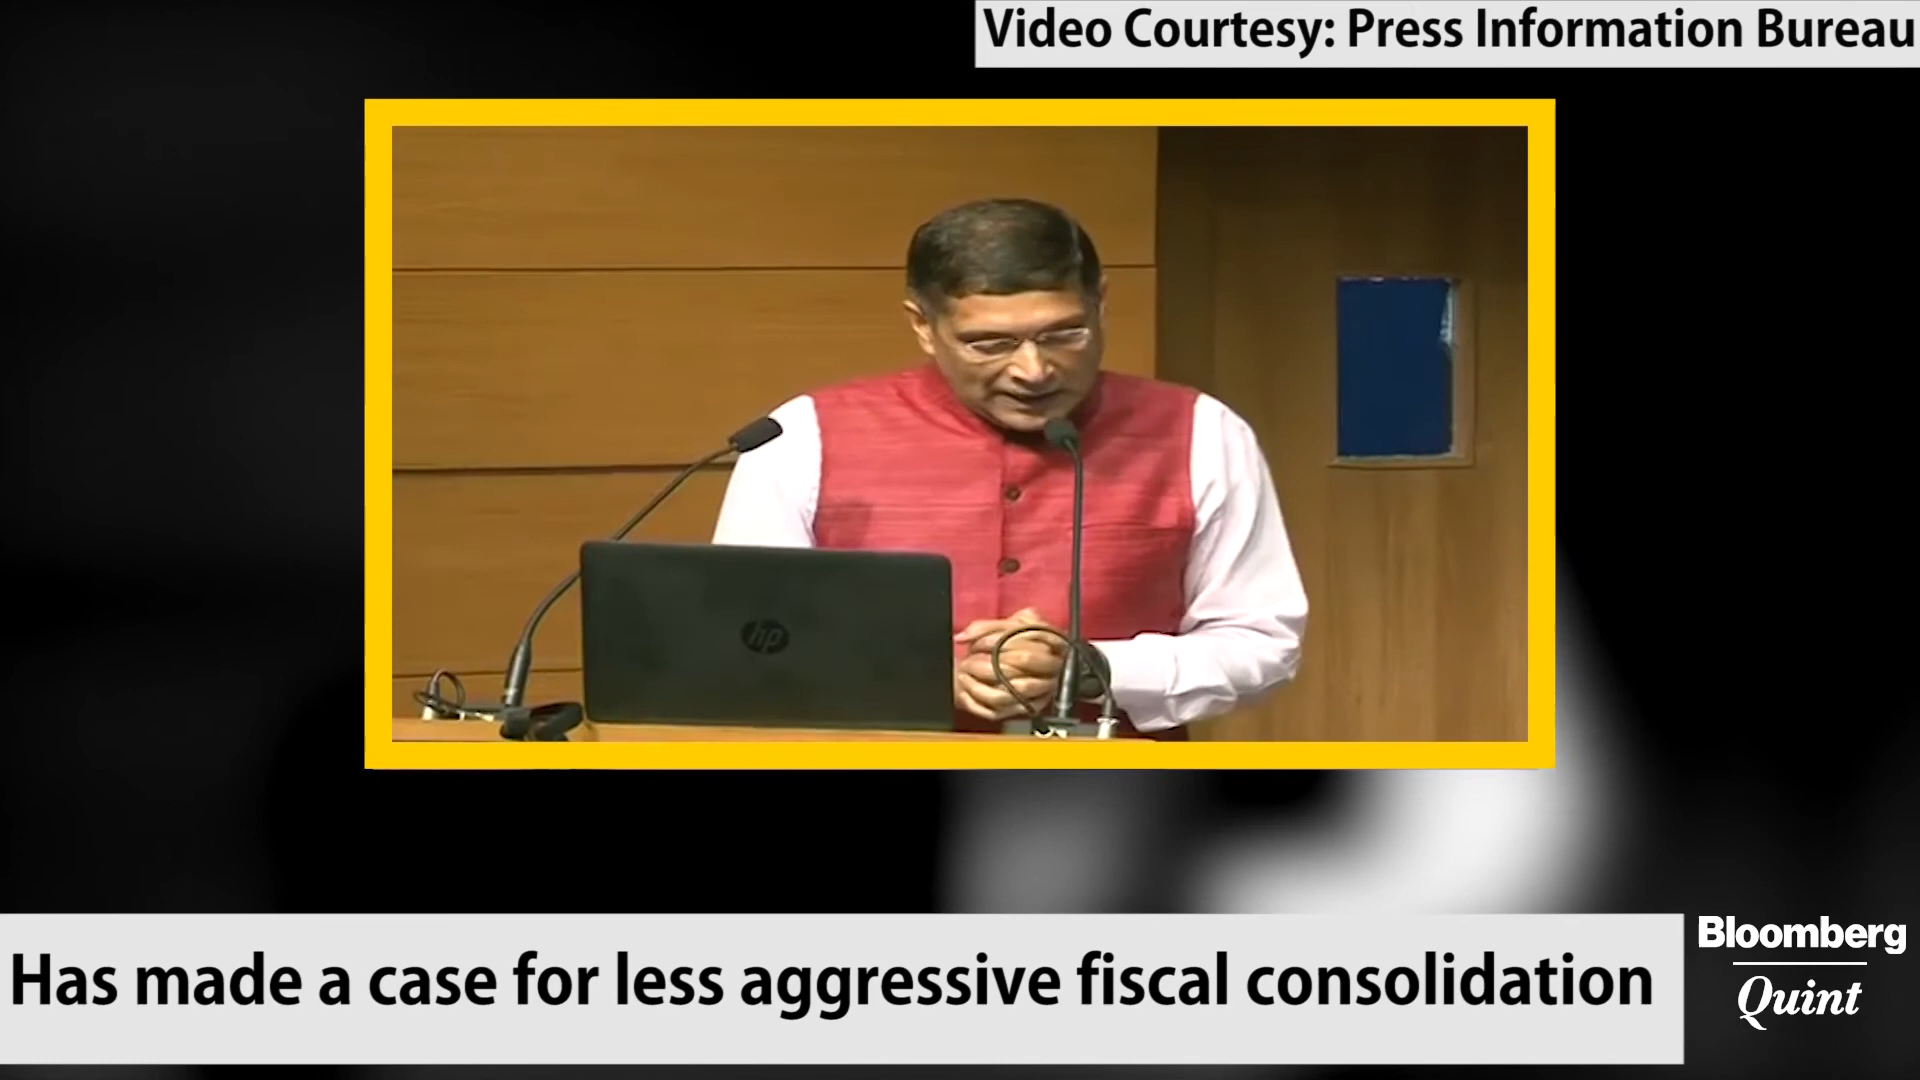 Video Courtesy: Press Information Bureau
hp
Has made a case for less aggressive fiscal consolidation
Bloomberg
Quint